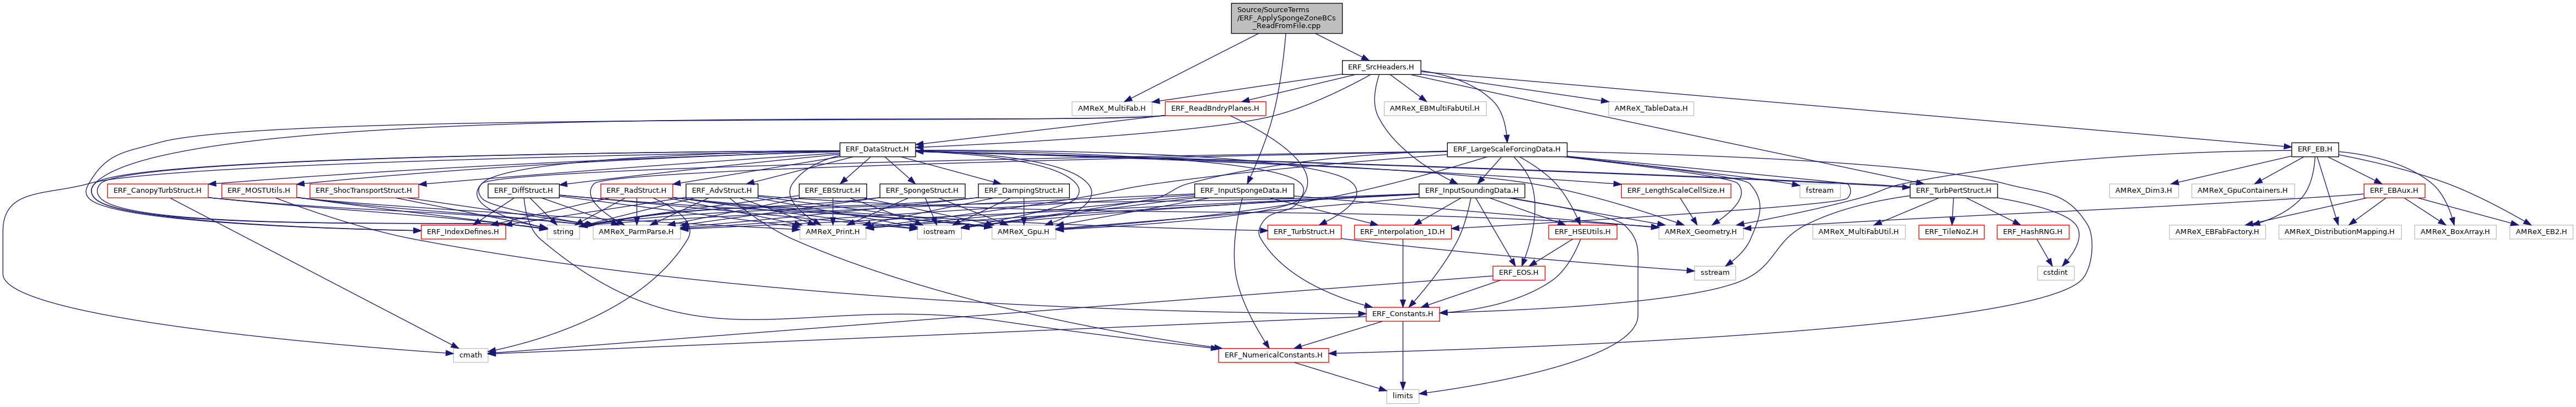 Source/SourceTerms
/ERF_ApplySpongeZoneBCs
_ReadFromFile.cpp
ERF_SrcHeaders.H
AMReX_MultiFab.H
ERF_ReadBndryPlanes.H
AMReX_EBMultiFabUtil.H
AMReX_TableData.H
ERF_DataStruct.H
ERF_LargeScaleForcingData.H
ERF_EB.H
ERF_CanopyTurbStruct.H
ERF_MOSTUtils.H
ERF_ShocTransportStruct.H
ERF_DiffStruct.H
ERF_RadStruct.H
ERF_AdvStruct.H
ERF_EBStruct.H
ERF_SpongeStruct.H
ERF_DampingStruct.H
ERF_InputSpongeData.H
ERF_InputSoundingData.H
ERF_LengthScaleCellSize.H
fstream
ERF_TurbPertStruct.H
AMReX_Dim3.H
AMReX_GpuContainers.H
ERF_EBAux.H
ERF_IndexDefines.H
string
AMReX_ParmParse.H
AMReX_Print.H
iostream
AMReX_Gpu.H
ERF_TurbStruct.H
ERF_Interpolation_1D.H
ERF_HSEUtils.H
AMReX_Geometry.H
AMReX_MultiFabUtil.H
ERF_TileNoZ.H
ERF_HashRNG.H
AMReX_EBFabFactory.H
AMReX_DistributionMapping.H
AMReX_BoxArray.H
AMReX_EB2.H
ERF_EOS.H
sstream
cstdint
ERF_Constants.H
cmath
ERF_NumericalConstants.H
limits